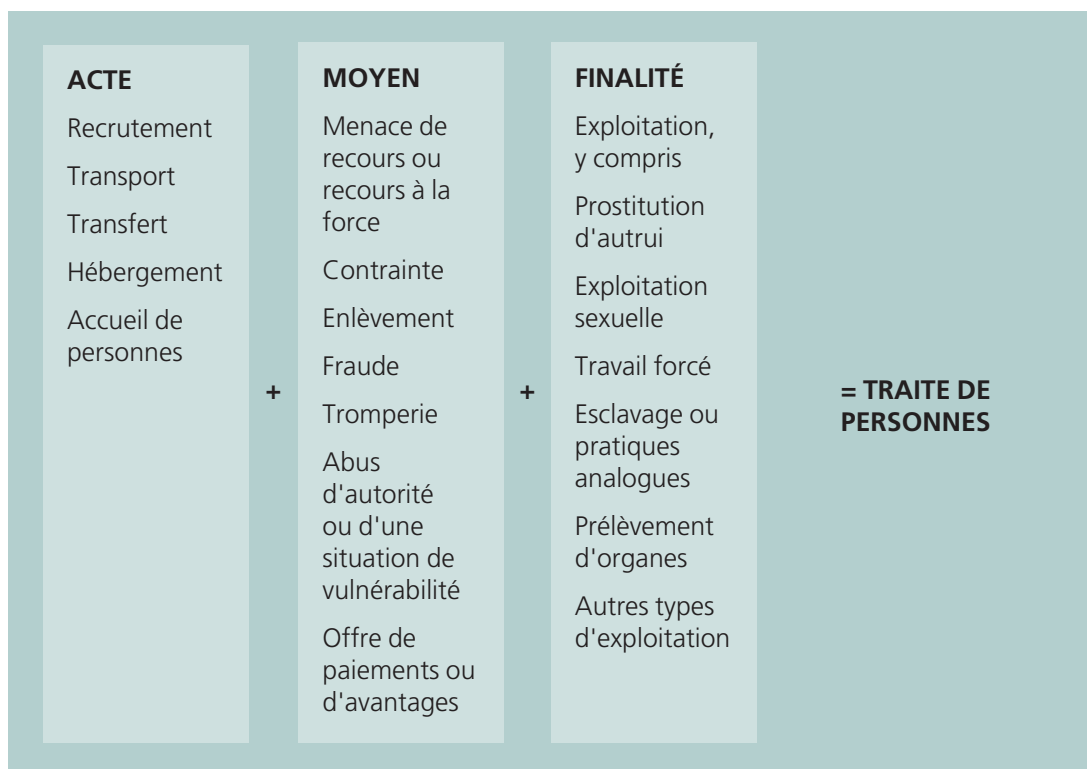 ACTE
Recrutement
Transport
Transfert
Hébergement
Accueil de
personnes
+
MOYEN
Menace de
recours ou
recours à la
force
Contrainte
Enlèvement
Fraude
Tromperie
Abus
d'autorité
ou d'une
situation de
vulnérabilité
Offre de
paiements ou
d'avantages
+
FINALITÉ
Exploitation,
y compris
Prostitution
d'autrui
Exploitation
sexuelle
Travail forcé
Esclavage ou
pratiques
analogues
Prélèvement
d'organes
Autres types
d'exploitation
= TRAITE DE
PERSONNES